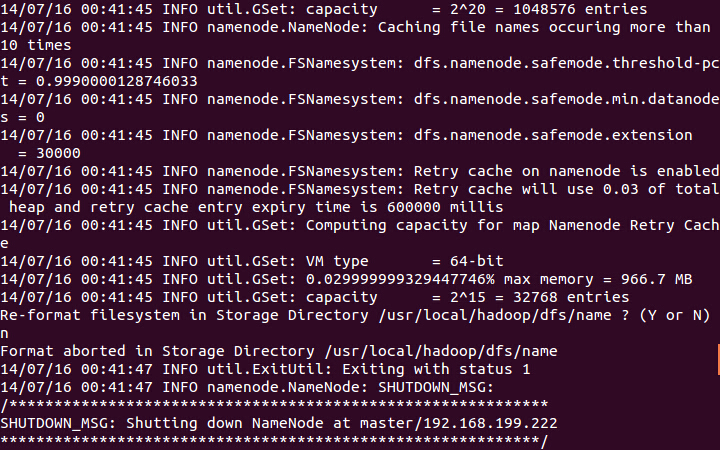 14/07/16 00:41:45 INFO util.GSet: capacity      = 2^20 = 1048576 entries
14/07/16 00:41:45 INFO namenode.NameNode: Caching file names occuring more than
10 times
14/07/16 00:41:45 INFO namenode.FSNamesystem: dfs.namenode.safemode.threshold-pc
t = 0.9990000128746033
14/07/16 00:41:45 INFO namenode.FSNamesystem: dfs.namenode.safemode.min.datanode
s = 0
14/07/16 00:41:45 INFO namenode.FSNamesystem: dfs.namenode.safemode.extension
  = 30000
14/07/16 00:41:45 INFO namenode.FSNamesystem: Retry cache on namenode is enabled
14/07/16 00:41:45 INFO namenode.FSNamesystem: Retry cache will use 0.03 of total
 heap and retry cache entry expiry time is 600000 millis
14/07/16 00:41:45 INFO util.GSet: Computing capacity for map Namenode Retry Cach
e
14/07/16 00:41:45 INFO util.GSet: VM type       = 64-bit
14/07/16 00:41:45 INFO util.GSet: 0.029999999329447746% max memory = 966.7 MB
14/07/16 00:41:45 INFO util.GSet: capacity      = 2^15 = 32768 entries
Re-format filesystem in Storage Directory /usr/local/hadoop/dfs/name ? (Y or N)
n
Format aborted in Storage Directory /usr/local/hadoop/dfs/name
14/07/16 00:41:47 INFO util.ExitUtil: Exiting with status 1
14/07/16 00:41:47 INFO namenode.NameNode: SHUTDOWN_MSG:
/************************************************************
SHUTDOWN_MSG: Shutting down NameNode at master/192.168.199.222
************************************************************/